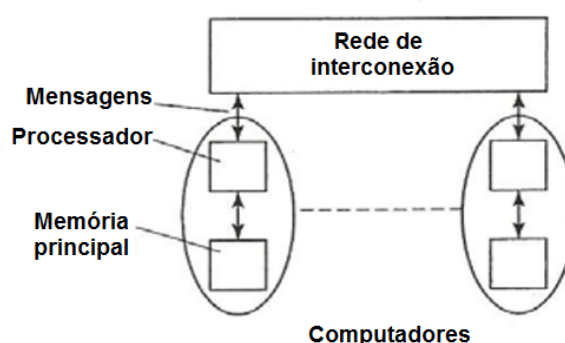 Rede de
interconexão
Mensagens
Processador
Memória
principal
Computadores